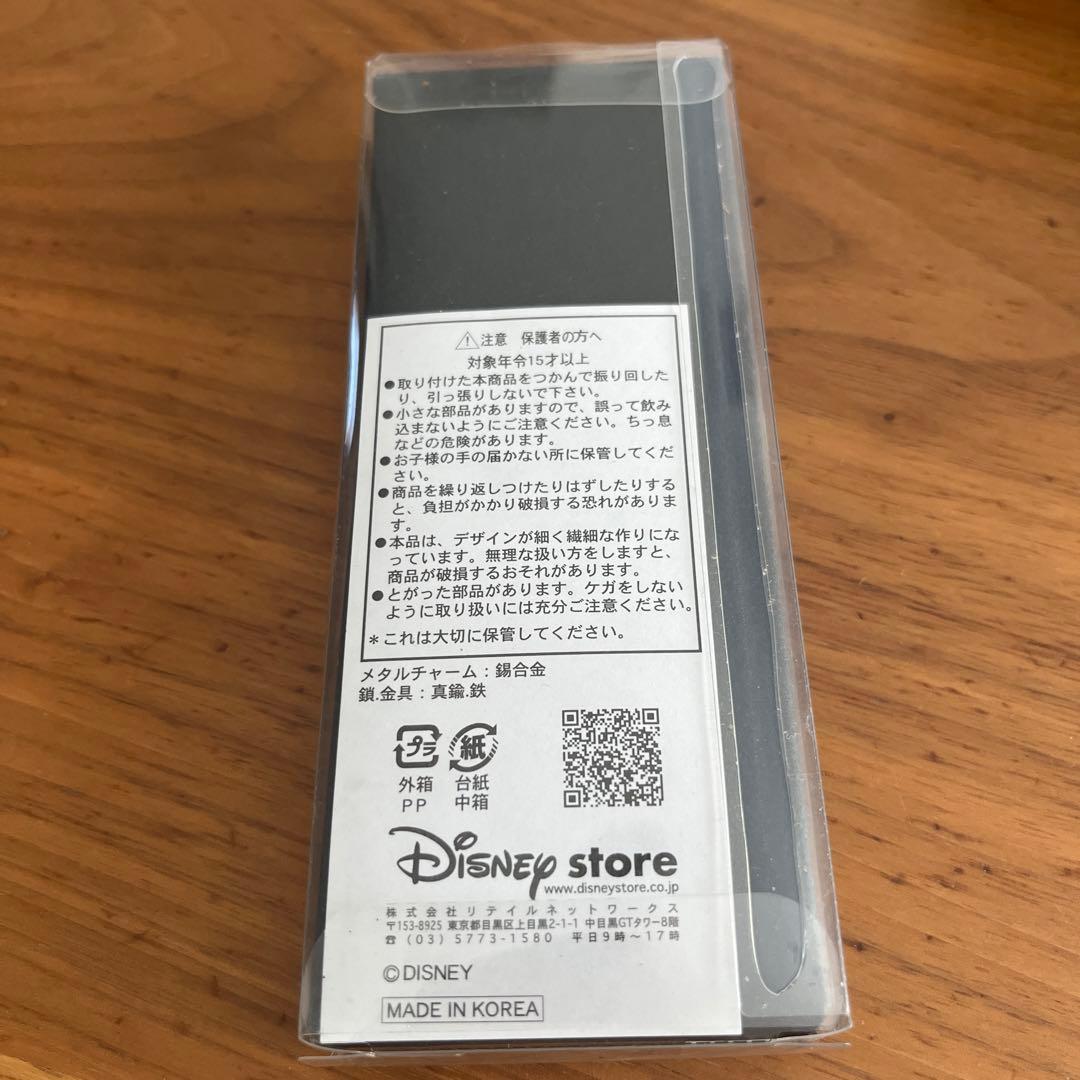 ⚠注意 保護者の方へ
対象年令15才以上
●取り付けた本商品をつかんで振り回した
り、引っ張りしないで下さい。
●小さな部品がありますので、誤って飲み
込まないようにご注意ください。ちっ息
などの危険があります。
●お子様の手の届かない所に保管してくだ
さい。
●商品を繰り返しつけたりはずしたりする
と、負担がかかり破損する恐れがありま
す。
●本品は、デザインが細く繊細な作りにな
っています。無理な扱い方をしますと、
商品が破損するおそれがあります。
●とがった部品があります。ケガをしない
ように取り扱いには充分ご注意ください。
＊これは大切に保管してください。
メタルチャーム：錫合金
鎖.金具：真鍮.鉄
プラ 紙
外箱 台紙
PP 中箱
Disney store
www.disneystore.co.jp
株式会社リテイルネットワークス
〒153-8925 東京都目黒区上目黒2-1-1 中目黒GTタワー8階
☎(03)5773-1580 平日9時〜17時
©DISNEY
MADE IN KOREA